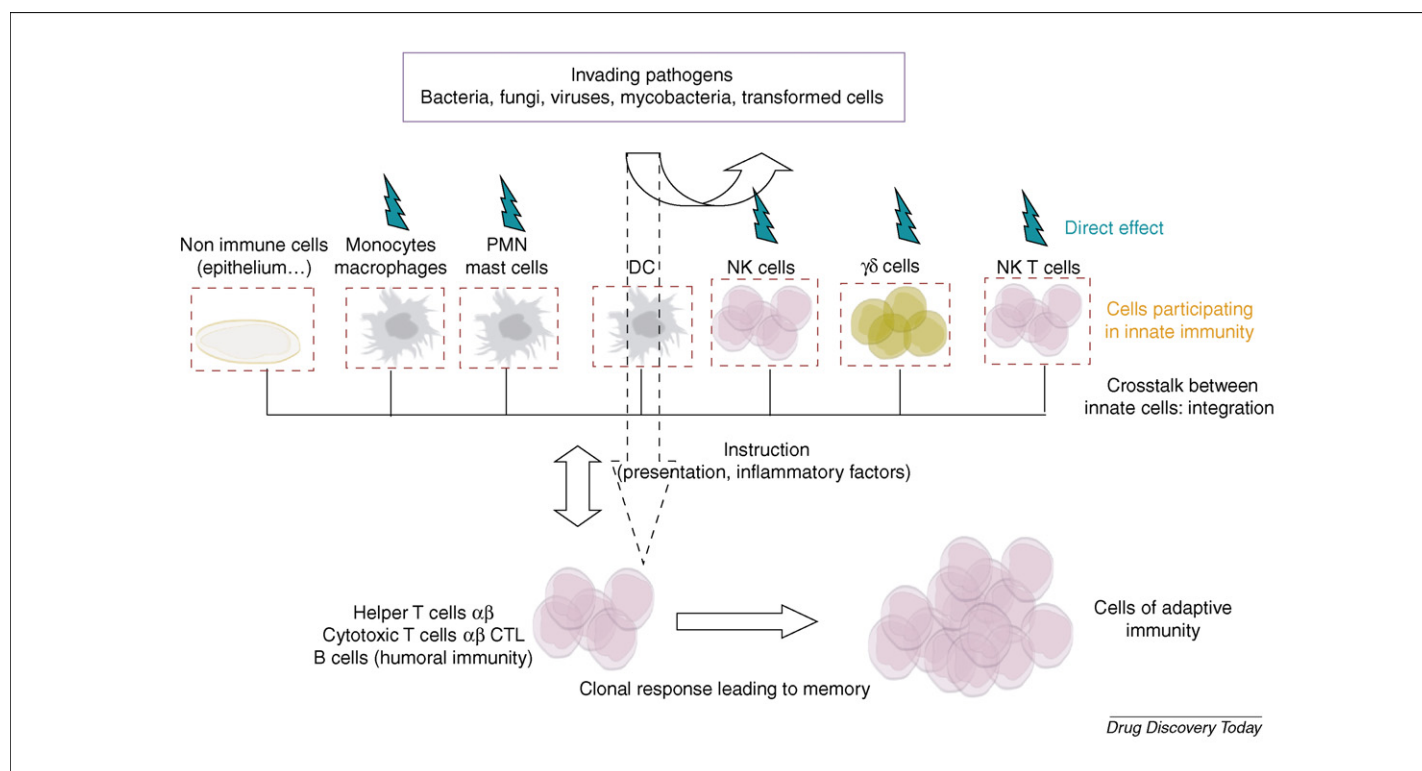 Invading pathogens
Bacteria, fungi, viruses, mycobacteria, transformed cells
Direct effect
Non immune cells
(epithelium…)
Monocytes
macrophages
PMN
mast cells
DC
NK cells
γδ cells
NK T cells
Cells participating
in innate immunity
Crosstalk between
innate cells: integration
Instruction
(presentation, inflammatory factors)
Helper T cells αβ
Cytotoxic T cells αβ CTL
B cells (humoral immunity)
Cells of adaptive
immunity
Clonal response leading to memory
Drug Discovery Today